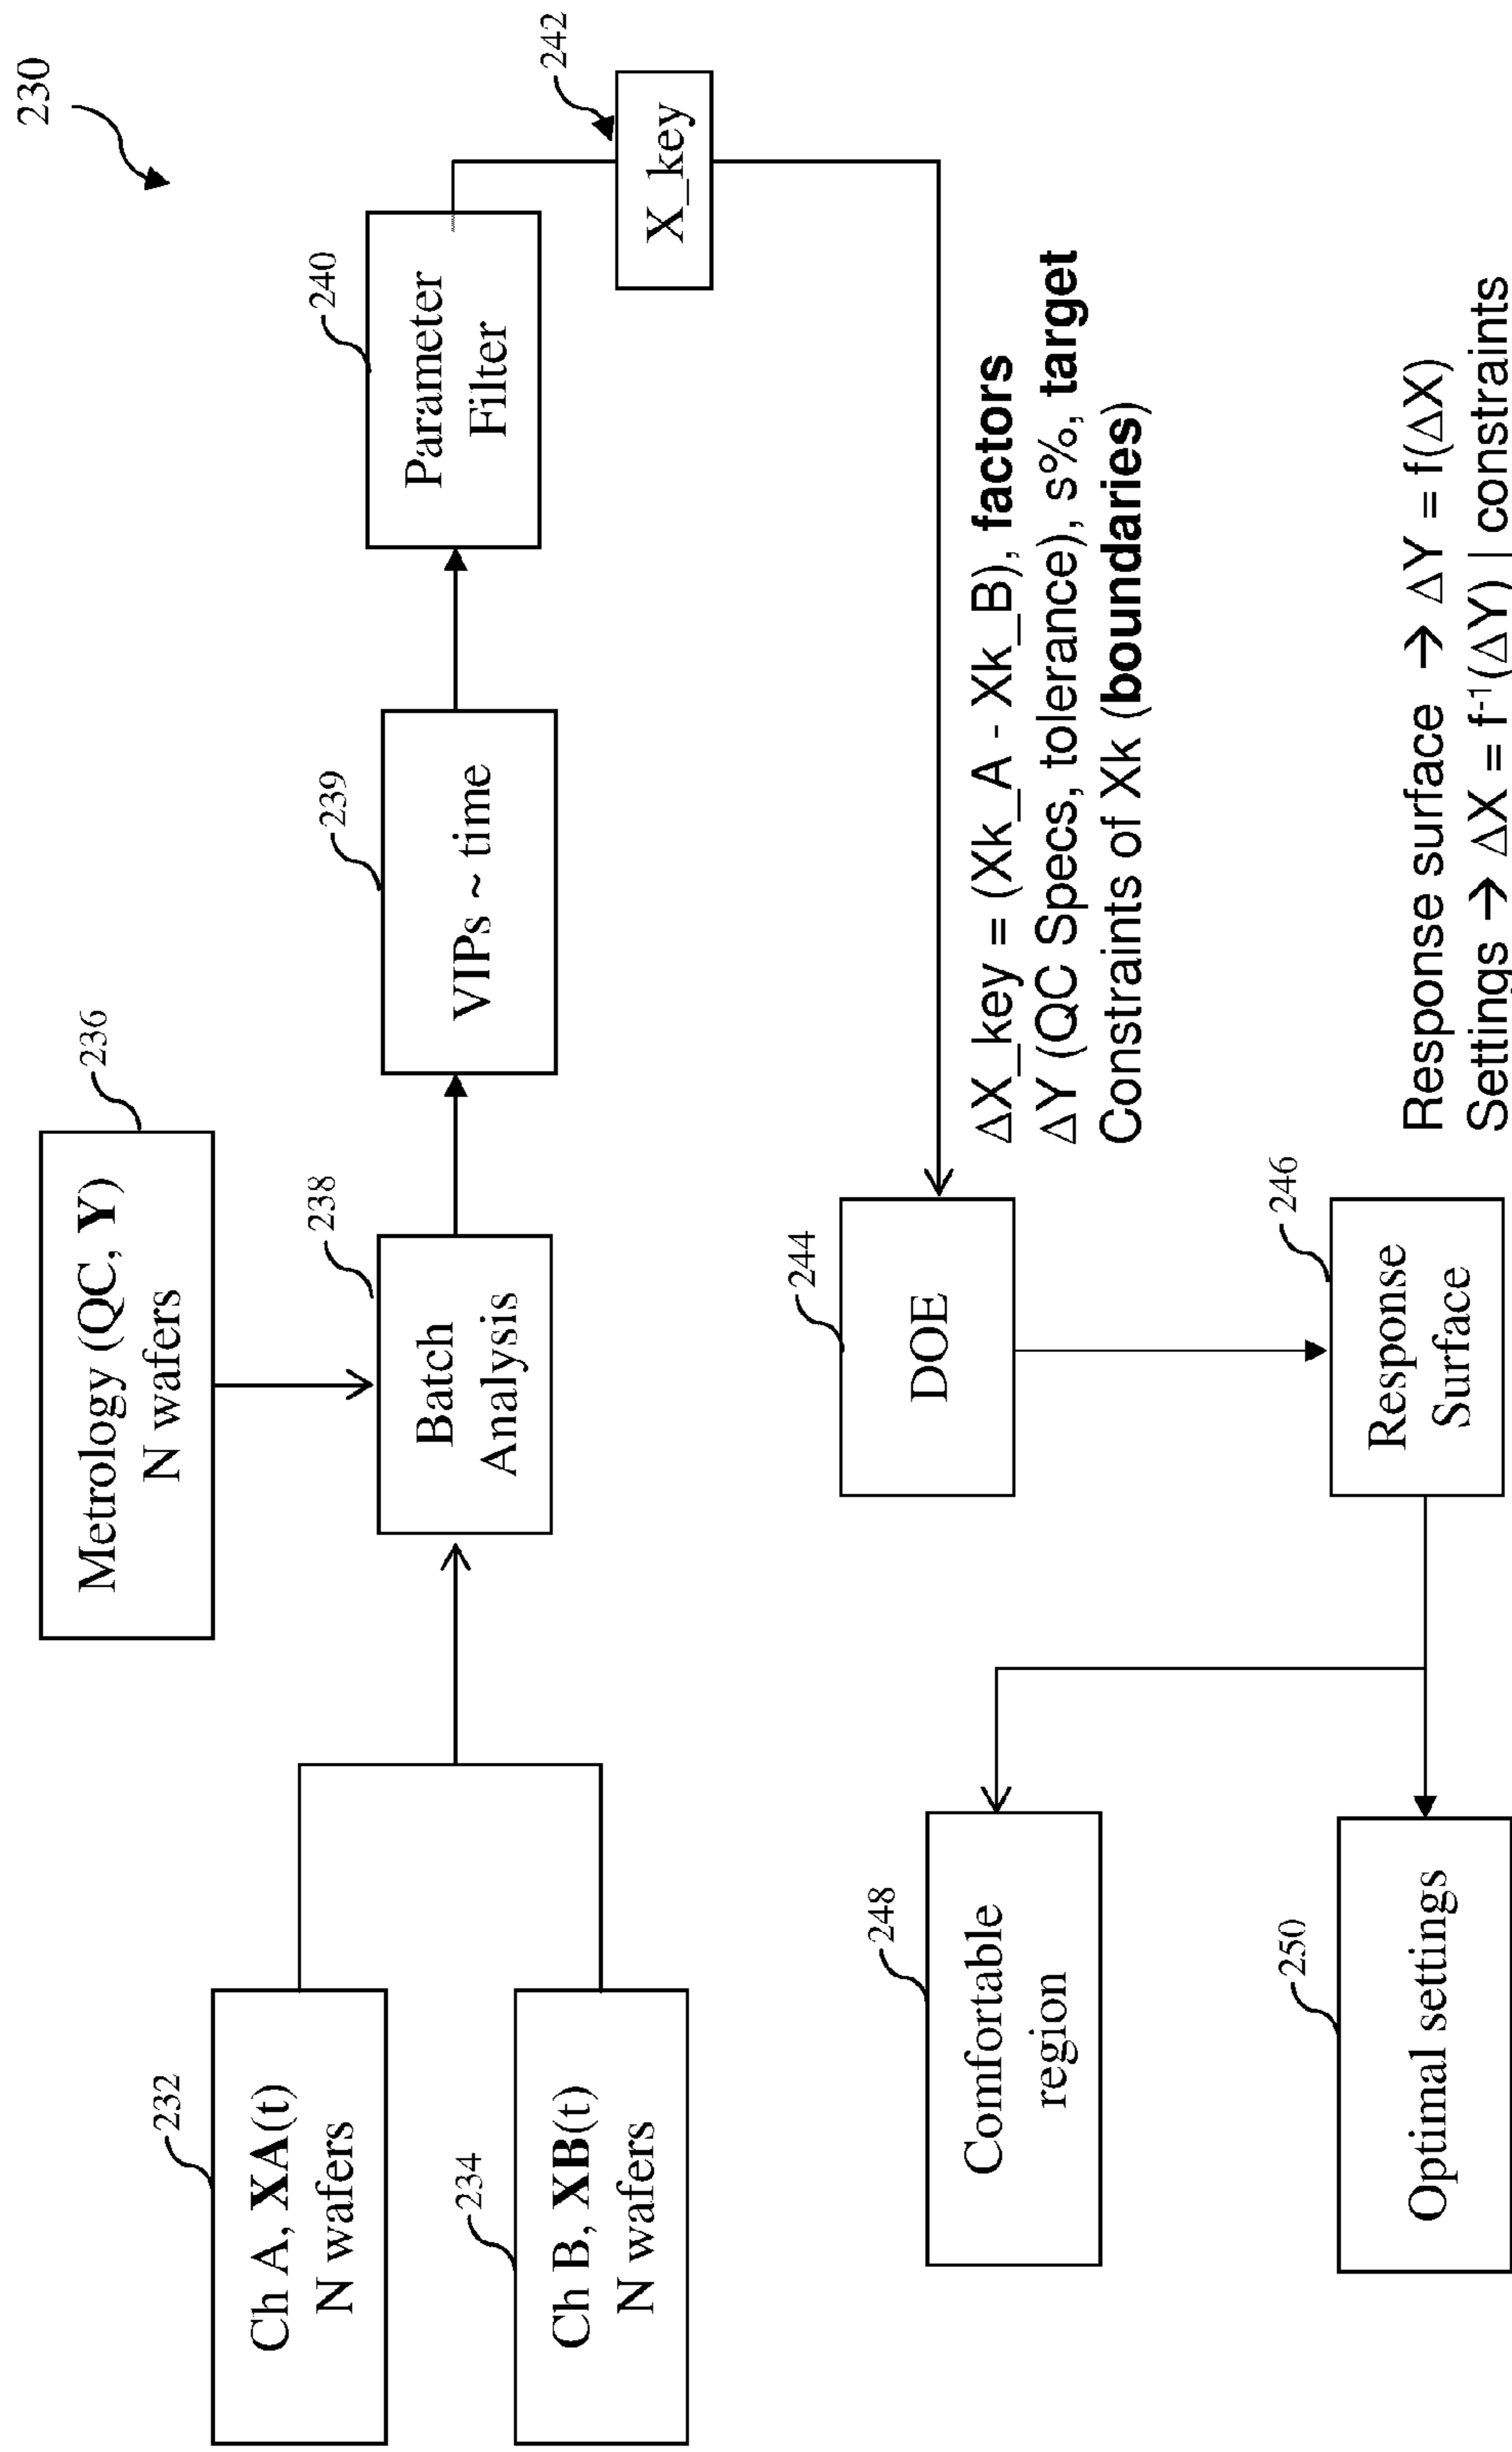 230
236
Metrology (QC, Y)
N wafers
232
Ch A, XA(t)
N wafers
234
Ch B, XB(t)
N wafers
238
Batch
Analysis
239
VIPs ~ time
240
Parameter
Filter
242
X_key
244
DOE
ΔX_key = (Xk_A - Xk_B), factors
ΔY (QC Specs, tolerance), s%, target
Constraints of Xk (boundaries)
246
Response
Surface
Response surface → ΔY = f(ΔX)
Settings → ΔX = f⁻¹(ΔY) | constraints
248
Comfortable
region
250
Optimal settings